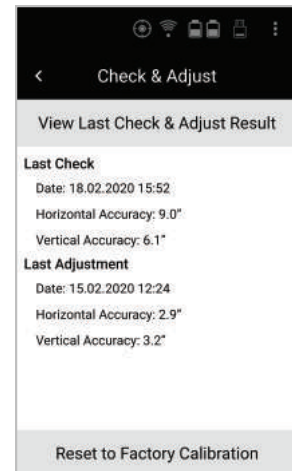 Check & Adjust
View Last Check & Adjust Result
Last Check
Date: 18.02.2020 15:52
Horizontal Accuracy: 9.0"
Vertical Accuracy: 6.1"
Last Adjustment
Date: 15.02.2020 12:24
Horizontal Accuracy: 2.9"
Vertical Accuracy: 3.2"
Reset to Factory Calibration